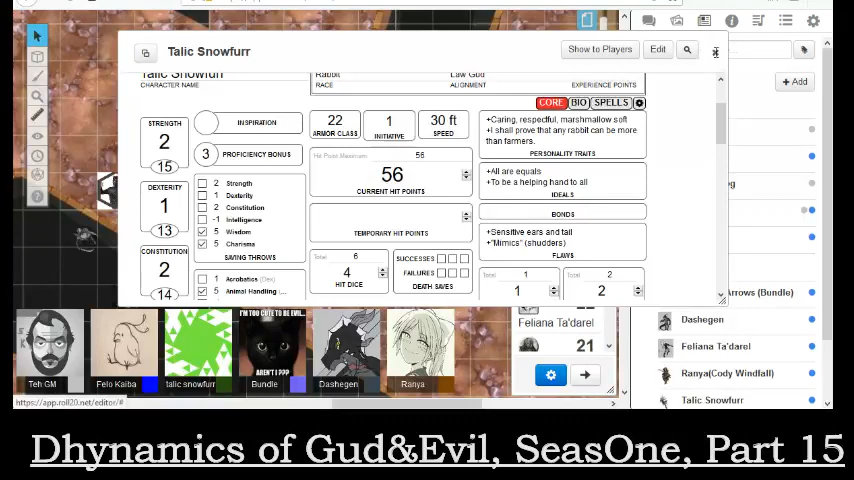 Talic Snowfurr
Show to Players
Edit
Talic Snowfurr
Rabbit
Law Gud
CHARACTER NAME
RACE
ALIGNMENT
EXPERIENCE POINTS
CORE BIO SPELLS
STRENGTH
2
15
DEXTERITY
1
13
CONSTITUTION
2
14
INSPIRATION
3 PROFICIENCY BONUS
2 Strength
1 Dexterity
2 Constitution
-1 Intelligence
5 Wisdom
5 Charisma
SAVING THROWS
1 Acrobatics (Dex)
5 Animal Handling (...
22
ARMOR CLASS
1
INITIATIVE
30 ft
SPEED
Hit Point Maximum: 56
56
CURRENT HIT POINTS
TEMPORARY HIT POINTS
Total 6
4
HIT DICE
SUCCESSES
FAILURES
DEATH SAVES
+Caring, respectful, marshmallow soft
+I shall prove that any rabbit can be more
than farmers.
PERSONALITY TRAITS
+All are equals
+To be a helping hand to all
IDEALS
BONDS
+Sensitive ears and tail
+"Mimics" (shudders)
FLAWS
Total 1
1
Total 2
2
+ Add
Arrows (Bundle)
Dashegen
Feliana Ta'darel
Ranya(Cody Windfall)
Talic Snowfurr
Feliana Ta'darel
21
I'M TOO CUTE TO BE EVIL...
AREN'T I ???
Teh GM
Felo Kaiba
talic snowfurr
Bundle
Dashegen
Ranya
https://app.roll20.net/editor/#
Dhynamics of Gud&Evil, SeasOne, Part 15